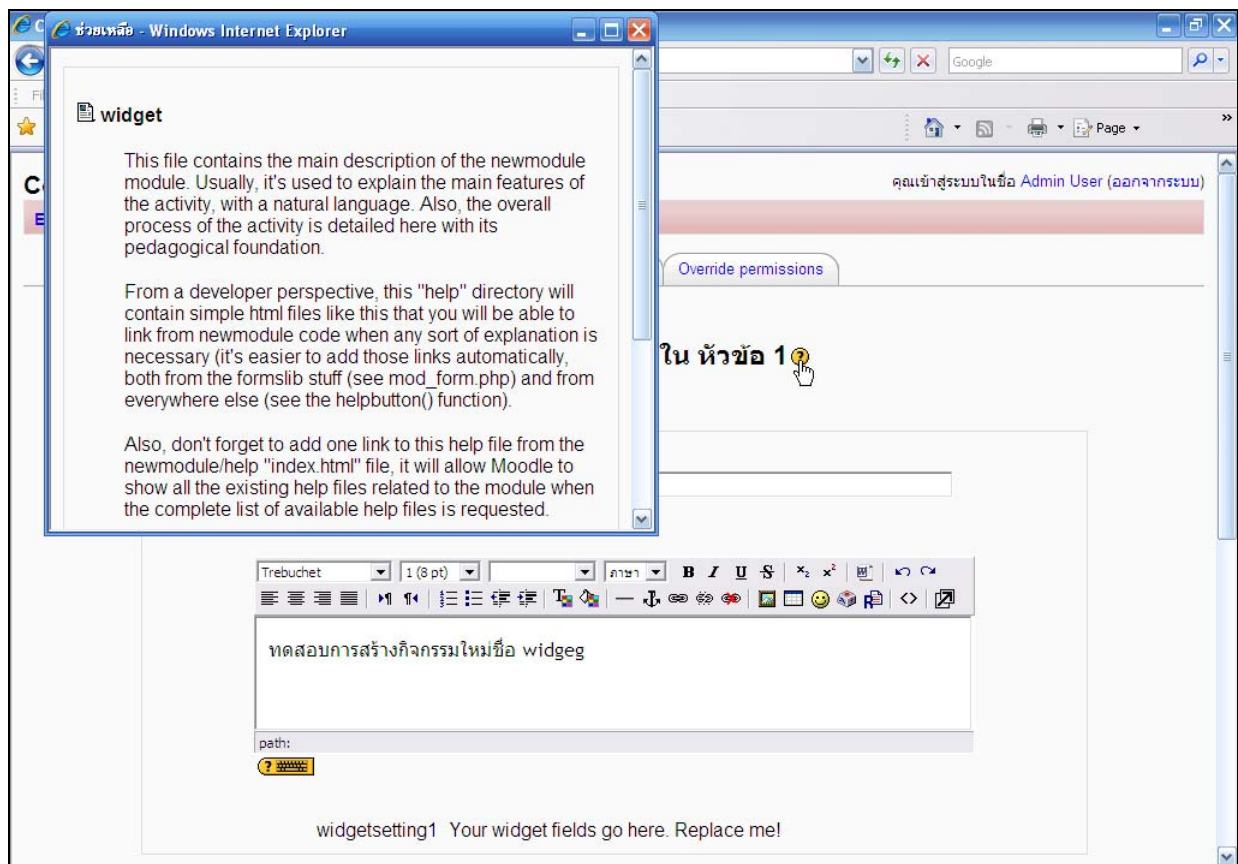 ช่วยเหลือ - Windows Internet Explorer
Google
Page
widget
This file contains the main description of the newmodule
module. Usually, it's used to explain the main features of
the activity, with a natural language. Also, the overall
process of the activity is detailed here with its
pedagogical foundation.
From a developer perspective, this "help" directory will
contain simple html files like this that you will be able to
link from newmodule code when any sort of explanation is
necessary (it's easier to add those links automatically,
both from the formslib stuff (see mod_form.php) and from
everywhere else (see the helpbutton() function).
Also, don't forget to add one link to this help file from the
newmodule/help "index.html" file, it will allow Moodle to
show all the existing help files related to the module when
the complete list of available help files is requested.
คุณเข้าสู่ระบบในชื่อ Admin User (ออกจากระบบ)
Override permissions
ใน หัวข้อ 1
Trebuchet 1 (8 pt) ภาษา B I U S
ทดสอบการสร้างกิจกรรมใหม่ชื่อ widgeg
path:
widgetsetting1 Your widget fields go here. Replace me!